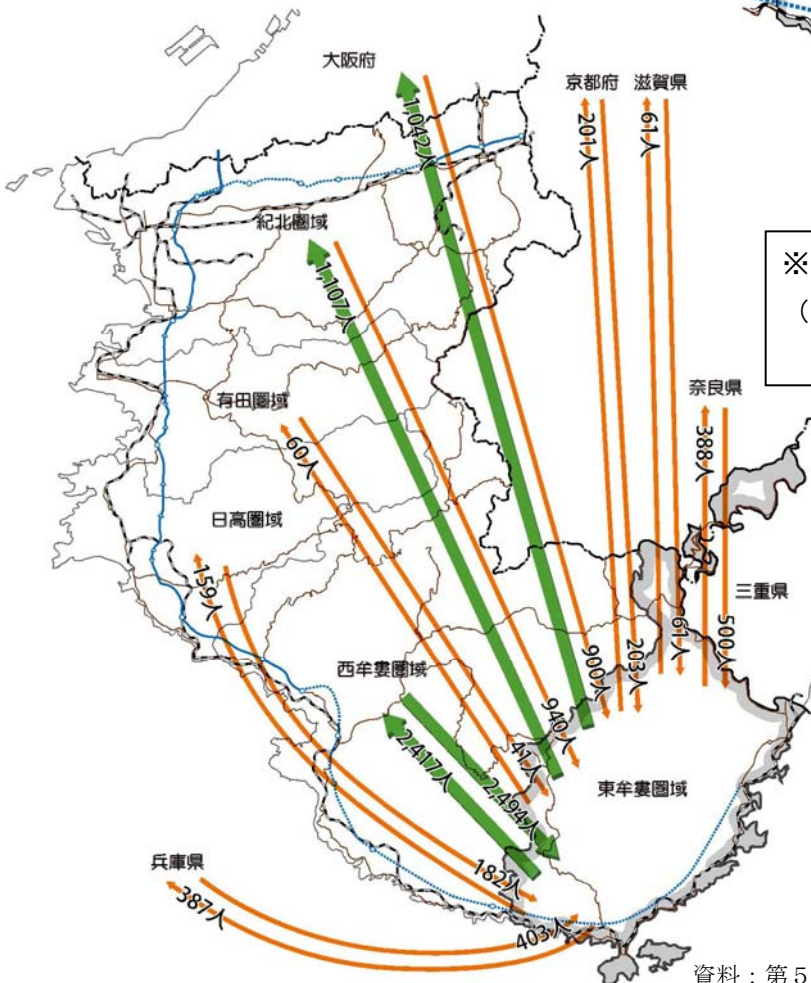 大阪府
京都府
滋賀県
1,042人
201人
61人
紀北圏域
1,107人
※
（
有田圏域
60人
奈良県
388人
日高圏域
159人
三重県
西牟婁圏域
900人
203人
61人
500人
940人
41人
2,417人
2,494人
東牟婁圏域
兵庫県
387人
182人
403人
資料：第５